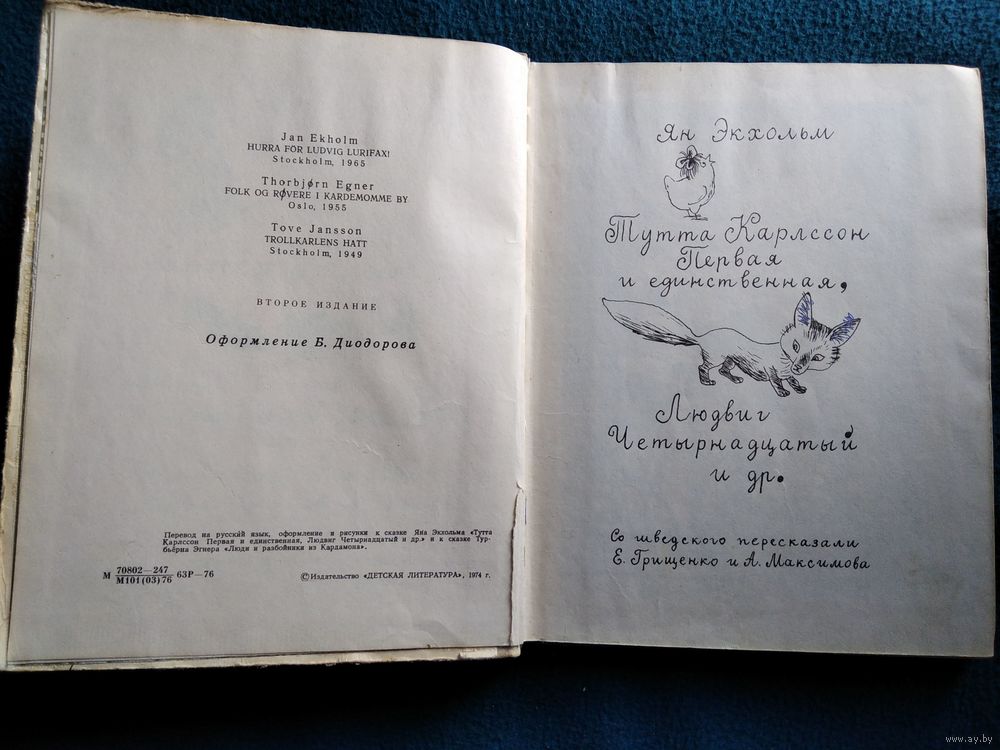 Jan Ekholm
HURRA FÖR LUDVIG LURIFAX!
Stockholm, 1965
Thorbjørn Egner
FOLK OG RØVERE I KARDEMOMME BY
Oslo, 1955
Tove Jansson
TROLLKARLENS HATT
Stockholm, 1949
ВТОРОЕ ИЗДАНИЕ
Оформление Б. Диодорова
Перевод на русский язык, оформление и рисунки к сказке Яна Экхольма «Тутта
Карлссон Первая и единственная, Людвиг Четырнадцатый и др.» и к сказке Тур-
бьёрна Эгнера «Люди и разбойники из Кардамона».
М 70802—247
М101(03)76 63Р—76
©Издательство «ДЕТСКАЯ ЛИТЕРАТУРА», 1974 г.
Ян Экхольм
Тутта Карлссон
Первая
и единственная,
Людвиг
Четырнадцатый
и др.
Со шведского пересказали
Е. Грищенко и А. Максимова
www.ay.by